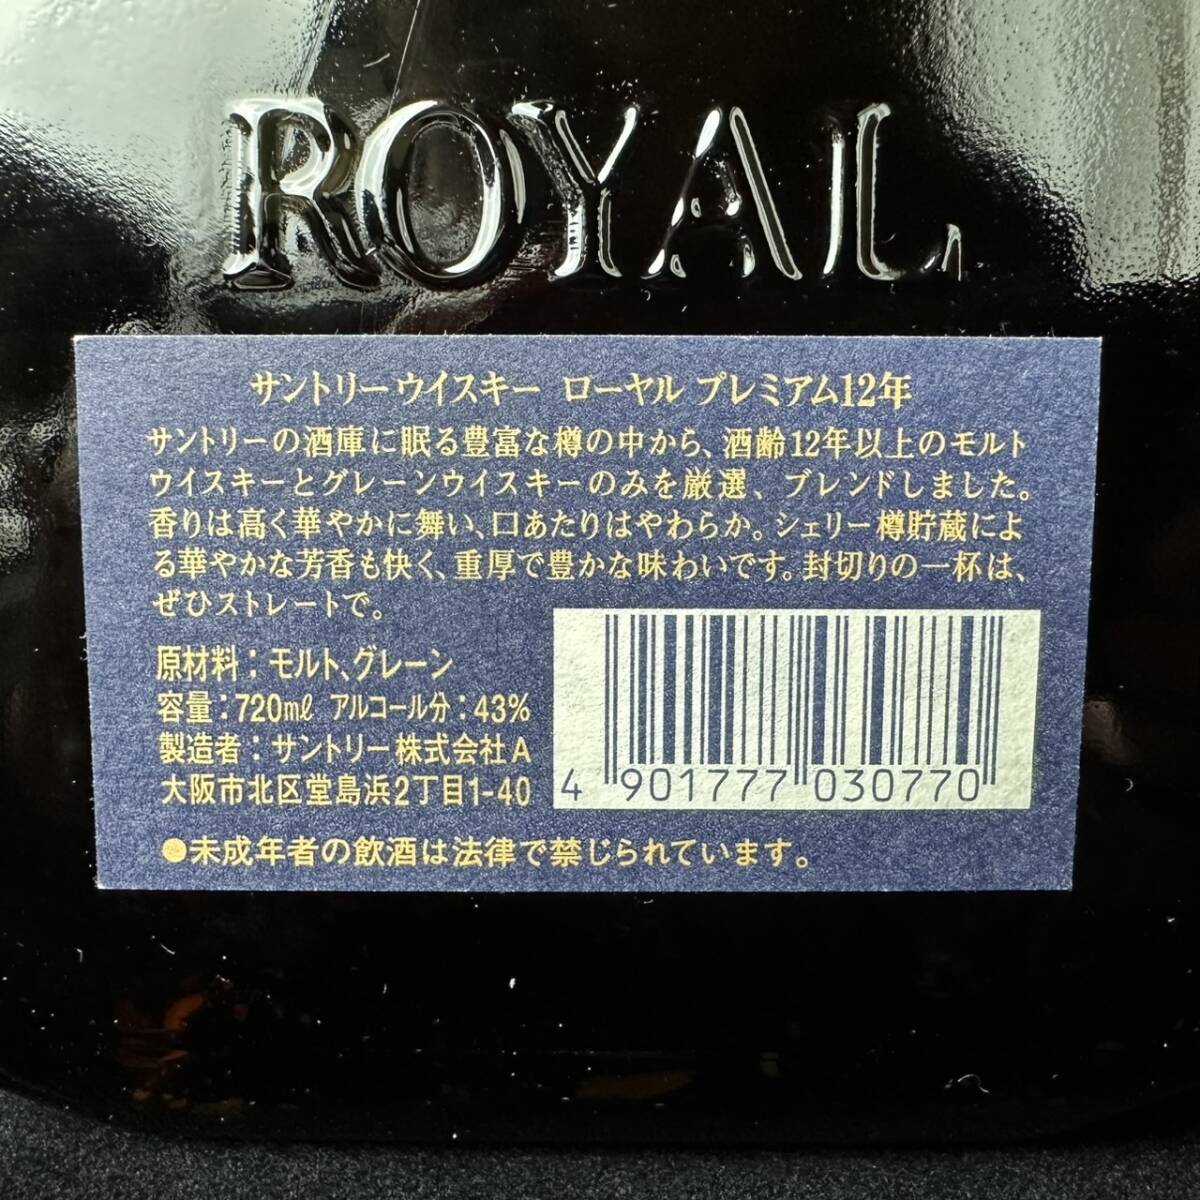 ROYAL
サントリーウイスキー ローヤル プレミアム12年
サントリーの酒庫に眠る豊富な樽の中から、酒齢12年以上のモルト
ウイスキーとグレーンウイスキーのみを厳選、ブレンドしました。
香りは高く華やかに舞い、口あたりはやわらか。シェリー樽貯蔵によ
る華やかな芳香も快く、重厚で豊かな味わいです。封切りの一杯は、
ぜひストレートで。
原材料：モルト、グレーン
容量：720mℓ アルコール分：43%
製造者：サントリー株式会社A
大阪市北区堂島浜2丁目1-40
4 901777 030770
●未成年者の飲酒は法律で禁じられています。